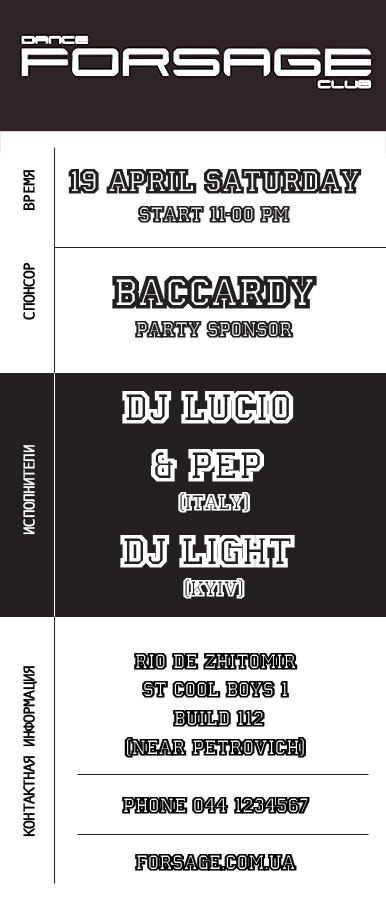 DANCE
FORSAGE
CLUB
ВРЕМЯ
19 APRIL SATURDAY
START 11-00 PM
СПОНСОР
BACCARDY
PARTY SPONSOR
ИСПОЛНИТЕЛИ
DJ LUCIO
& PEP
(ITALY)
DJ LIGHT
(KYIV)
КОНТАКТНАЯ ИНФОРМАЦИЯ
RIO DE ZHITOMIR
ST COOL BOYS 1
BUILD 112
(NEAR PETROVICH)
PHONE 044 1234567
FORSAGE.COM.UA